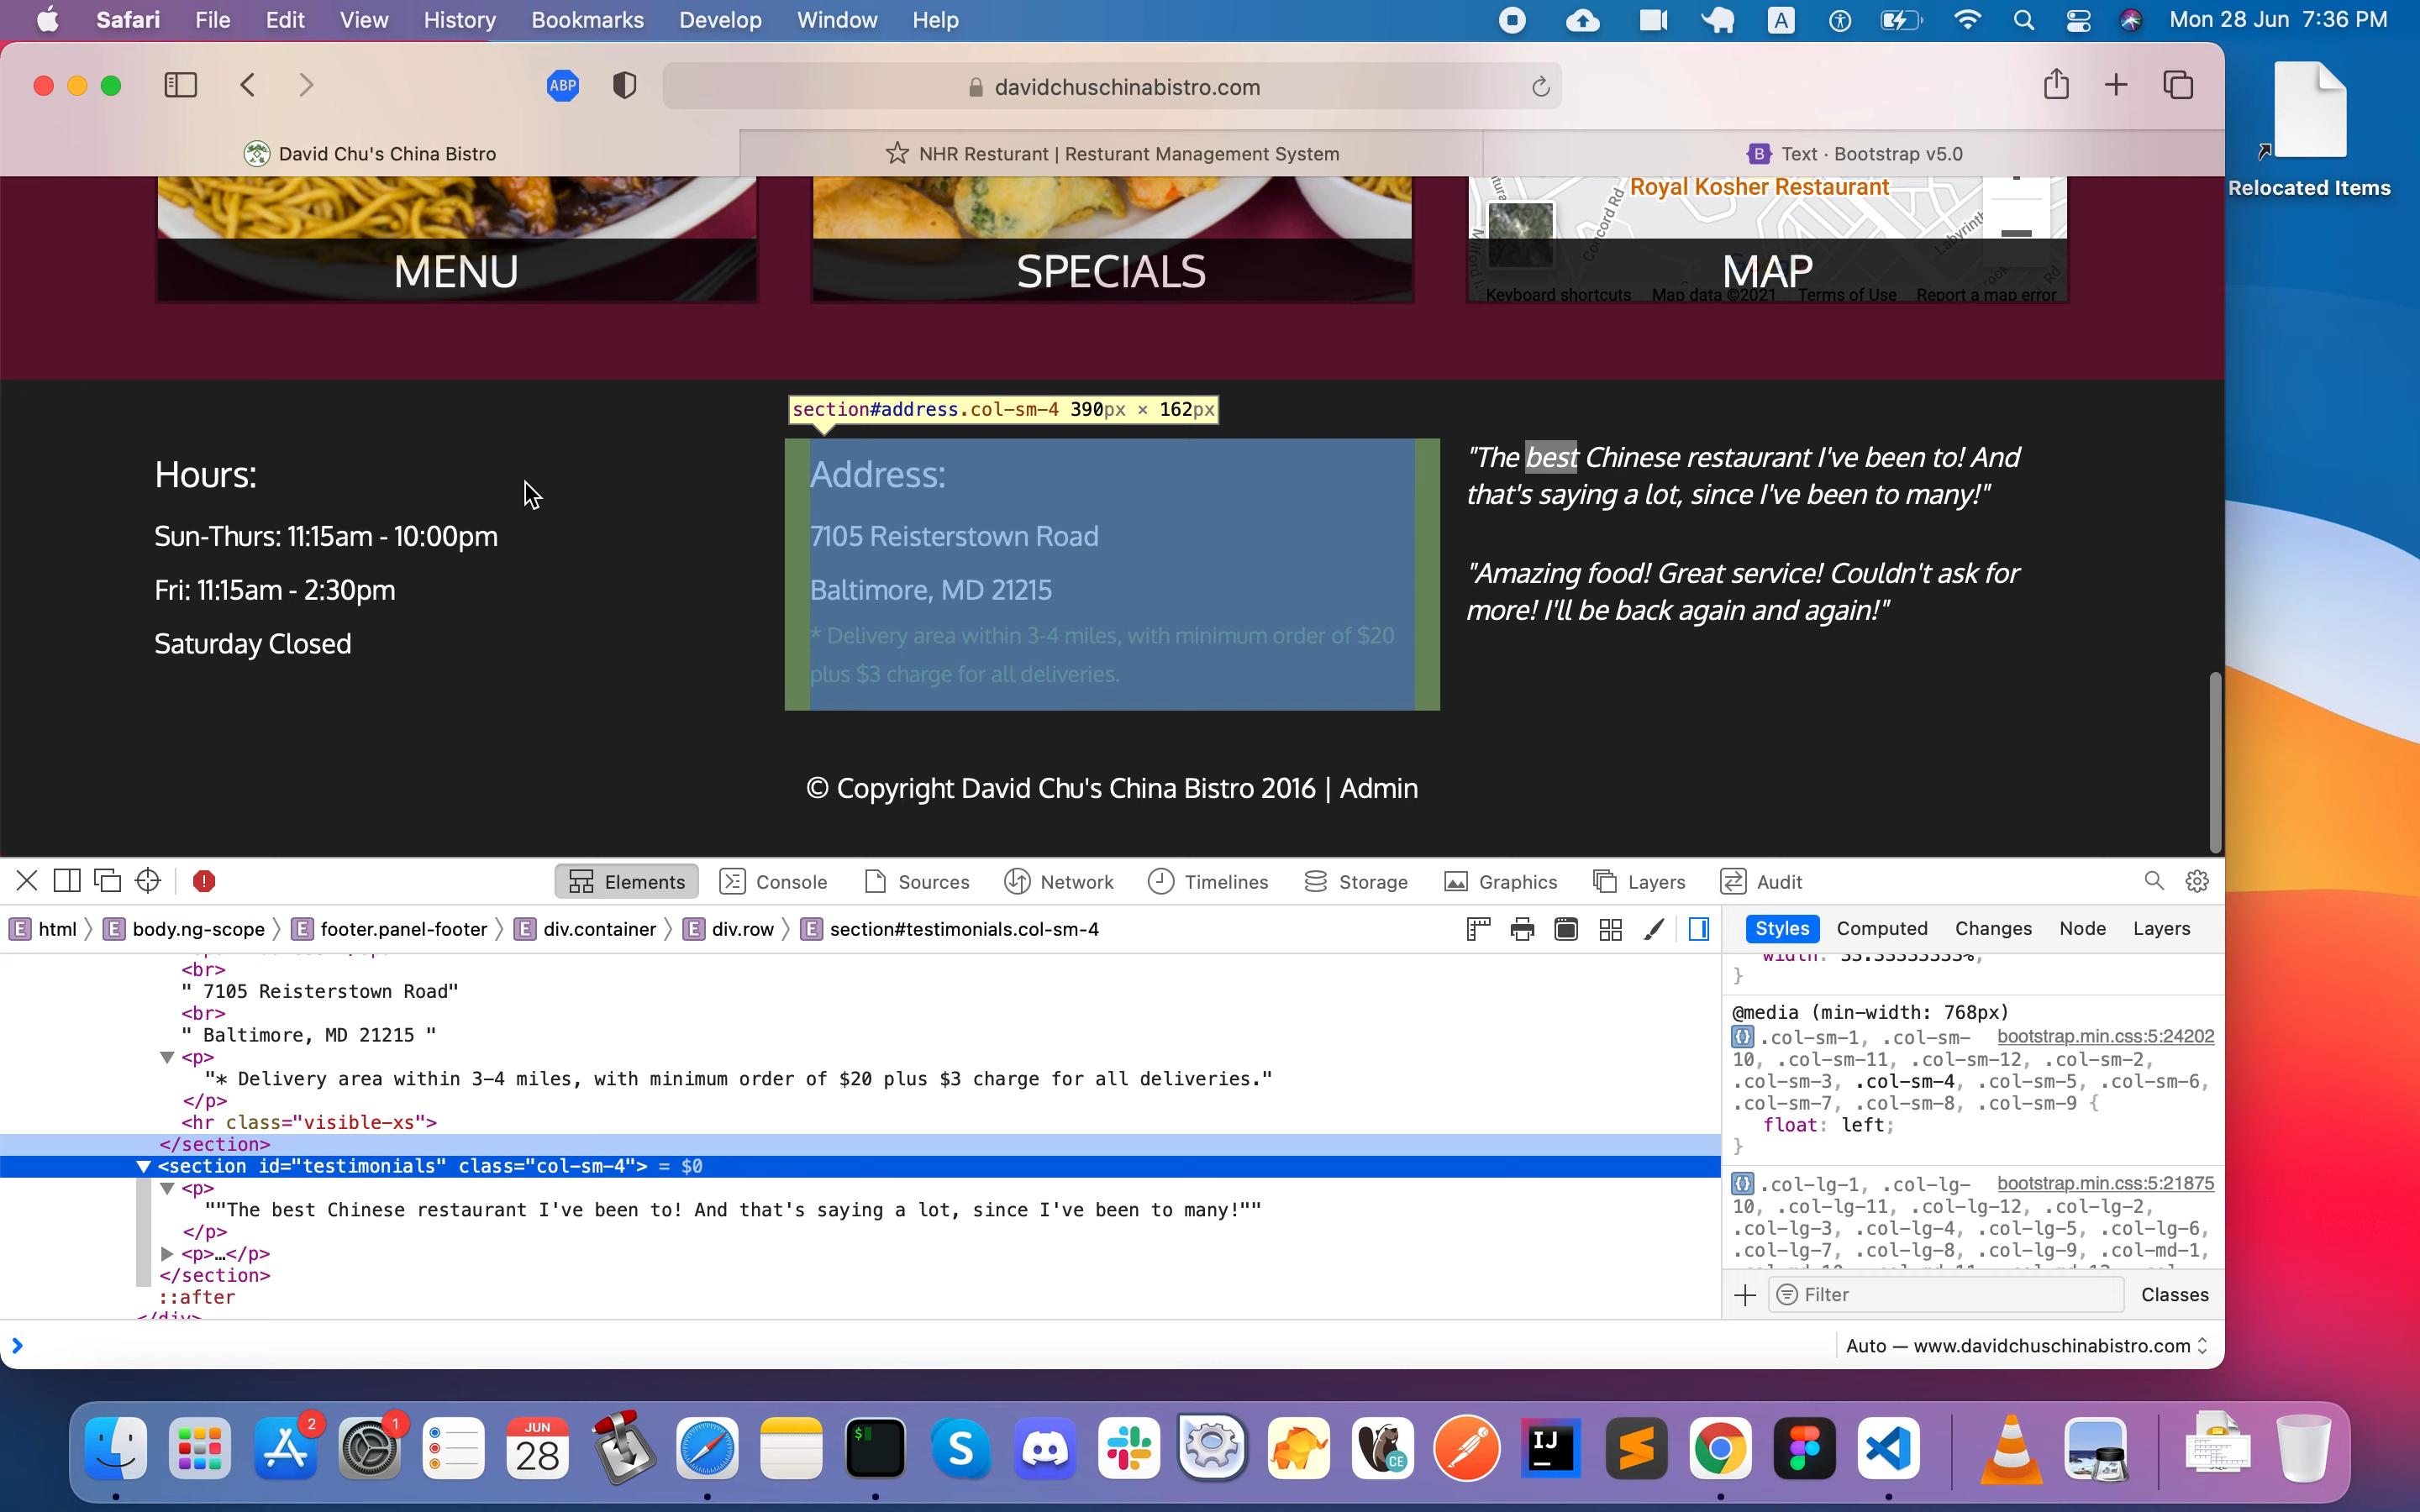 Safari File Edit View History Bookmarks Develop Window Help
A
Mon 28 Jun 7:36 PM
ABP
davidchuschinabistro.com
David Chu's China Bistro
NHR Resturant | Resturant Management System
B Text · Bootstrap v5.0
Relocated Items
Royal Kosher Restaurant
Concord Rd
Labyrinth
Rd
MENU
SPECIALS
MAP
Keyboard shortcuts Map data ©2021 Terms of Use Report a map error
section#address.col-sm-4 390px × 162px
Hours:
Sun-Thurs: 11:15am - 10:00pm
Fri: 11:15am - 2:30pm
Saturday Closed
Address:
7105 Reisterstown Road
Baltimore, MD 21215
* Delivery area within 3-4 miles, with minimum order of $20
plus $3 charge for all deliveries.
"The best Chinese restaurant I've been to! And
that's saying a lot, since I've been to many!"
"Amazing food! Great service! Couldn't ask for
more! I'll be back again and again!"
© Copyright David Chu's China Bistro 2016 | Admin
Elements Console Sources Network Timelines Storage Graphics Layers Audit
E html E body.ng-scope E footer.panel-footer E div.container E div.row E section#testimonials.col-sm-4
Styles Computed Changes Node Layers
<br>
" 7105 Reisterstown Road"
<br>
" Baltimore, MD 21215 "
<p>
"* Delivery area within 3-4 miles, with minimum order of $20 plus $3 charge for all deliveries."
</p>
<hr class="visible-xs">
</section>
<section id="testimonials" class="col-sm-4"> = $0
<p>
""The best Chinese restaurant I've been to! And that's saying a lot, since I've been to many!""
</p>
<p>…</p>
</section>
::after
</div>
width: 33.33333333%;
}
@media (min-width: 768px)
.col-sm-1, .col-sm- bootstrap.min.css:5:24202
10, .col-sm-11, .col-sm-12, .col-sm-2,
.col-sm-3, .col-sm-4, .col-sm-5, .col-sm-6,
.col-sm-7, .col-sm-8, .col-sm-9 {
float: left;
}
.col-lg-1, .col-lg- bootstrap.min.css:5:21875
10, .col-lg-11, .col-lg-12, .col-lg-2,
.col-lg-3, .col-lg-4, .col-lg-5, .col-lg-6,
.col-lg-7, .col-lg-8, .col-lg-9, .col-md-1,
Filter
Classes
Auto — www.davidchuschinabistro.com
2
1
JUN
28
$
S
CE
IJ